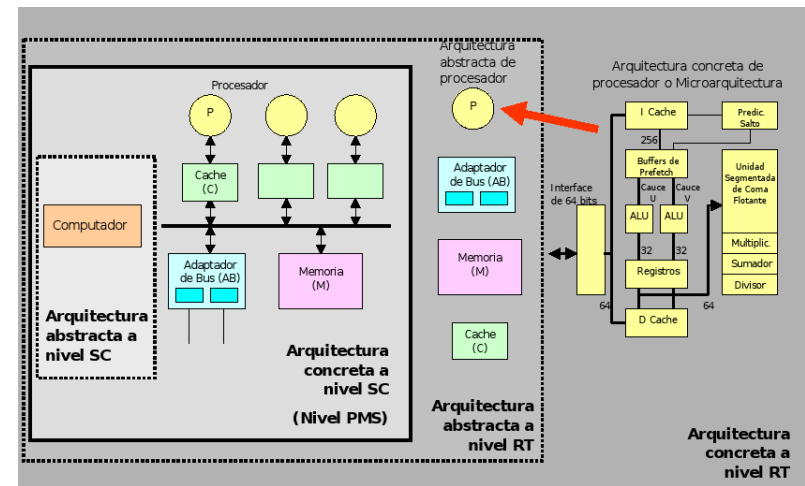 Arquitectura
abstracta de
procesador
P
Arquitectura concreta de
procesador o Microarquitectura
Procesador
P
Cache
(C)
Computador
Adaptador
de Bus (AB)
Memoria
(M)
Arquitectura
abstracta a
nivel SC
Arquitectura
concreta a
nivel SC
(Nivel PMS)
Adaptador
de Bus (AB)
Memoria
(M)
Cache
(C)
Arquitectura
abstracta a
nivel RT
I Cache
Predic.
Salto
256
Buffers de
Prefetch
Unidad
Segmentada
de Coma
Flotante
Interface
de 64 bits
Cauce
U
Cauce
V
ALU
ALU
32
32
Multiplic.
Sumador
Divisor
Registros
64
64
D Cache
Arquitectura
concreta a
nivel RT